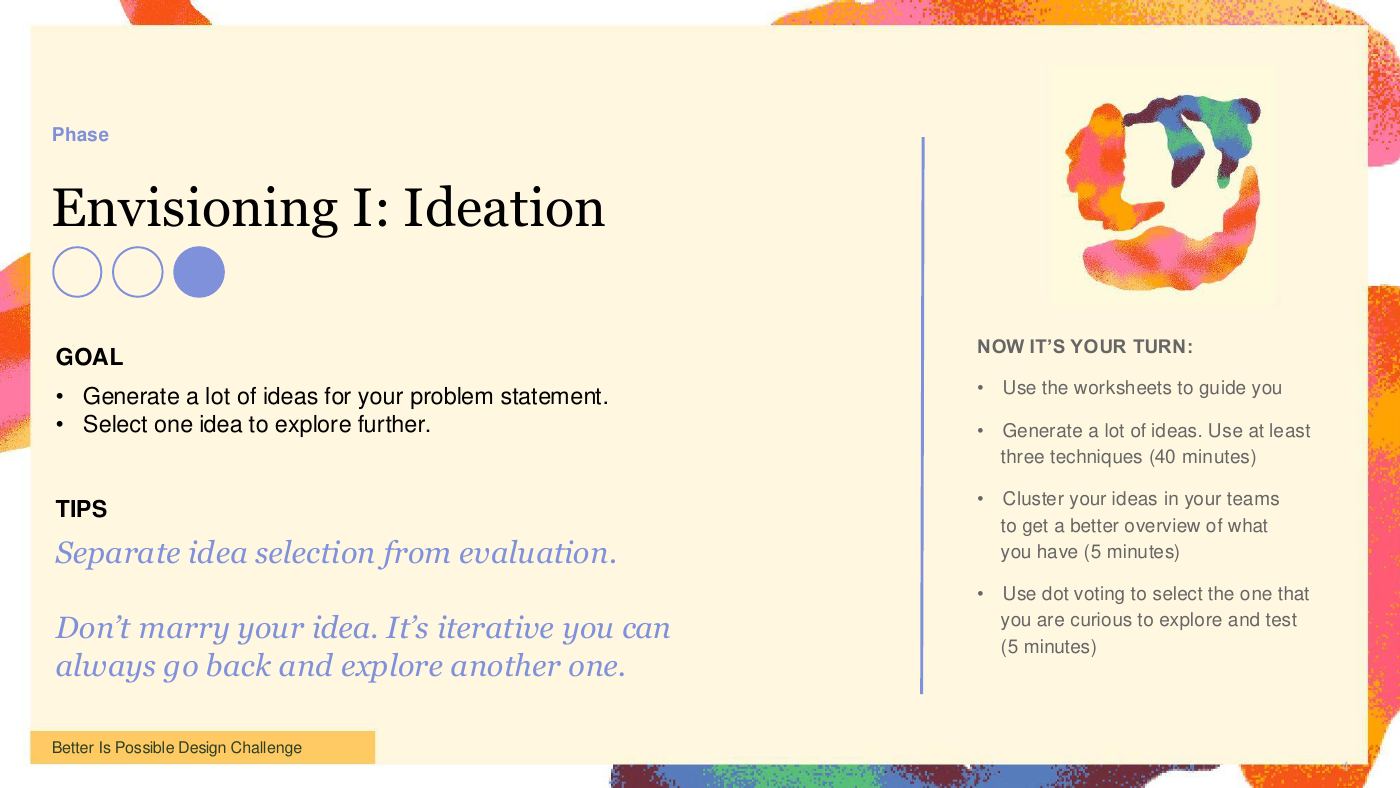 Phase
Envisioning I: Ideation
GOAL
• Generate a lot of ideas for your problem statement.
• Select one idea to explore further.
TIPS
Separate idea selection from evaluation.
Don’t marry your idea. It’s iterative you can
always go back and explore another one.
NOW IT’S YOUR TURN:
• Use the worksheets to guide you
• Generate a lot of ideas. Use at least
three techniques (40 minutes)
• Cluster your ideas in your teams
to get a better overview of what
you have (5 minutes)
• Use dot voting to select the one that
you are curious to explore and test
(5 minutes)
Better Is Possible Design Challenge